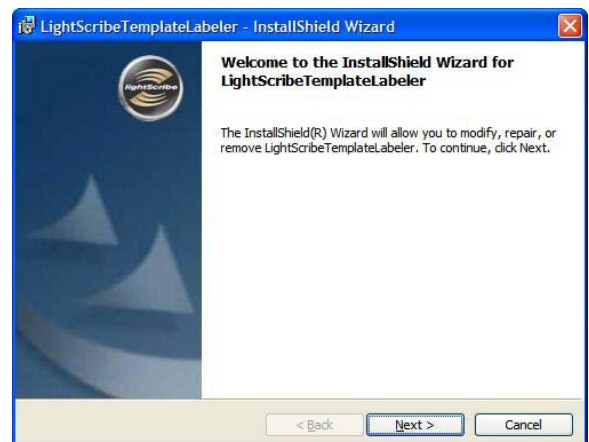 LightScribeTemplateLabeler - InstallShield Wizard
lightScribe
Welcome to the InstallShield Wizard for
LightScribeTemplateLabeler
The InstallShield(R) Wizard will allow you to modify, repair, or
remove LightScribeTemplateLabeler. To continue, click Next.
< Back Next > Cancel